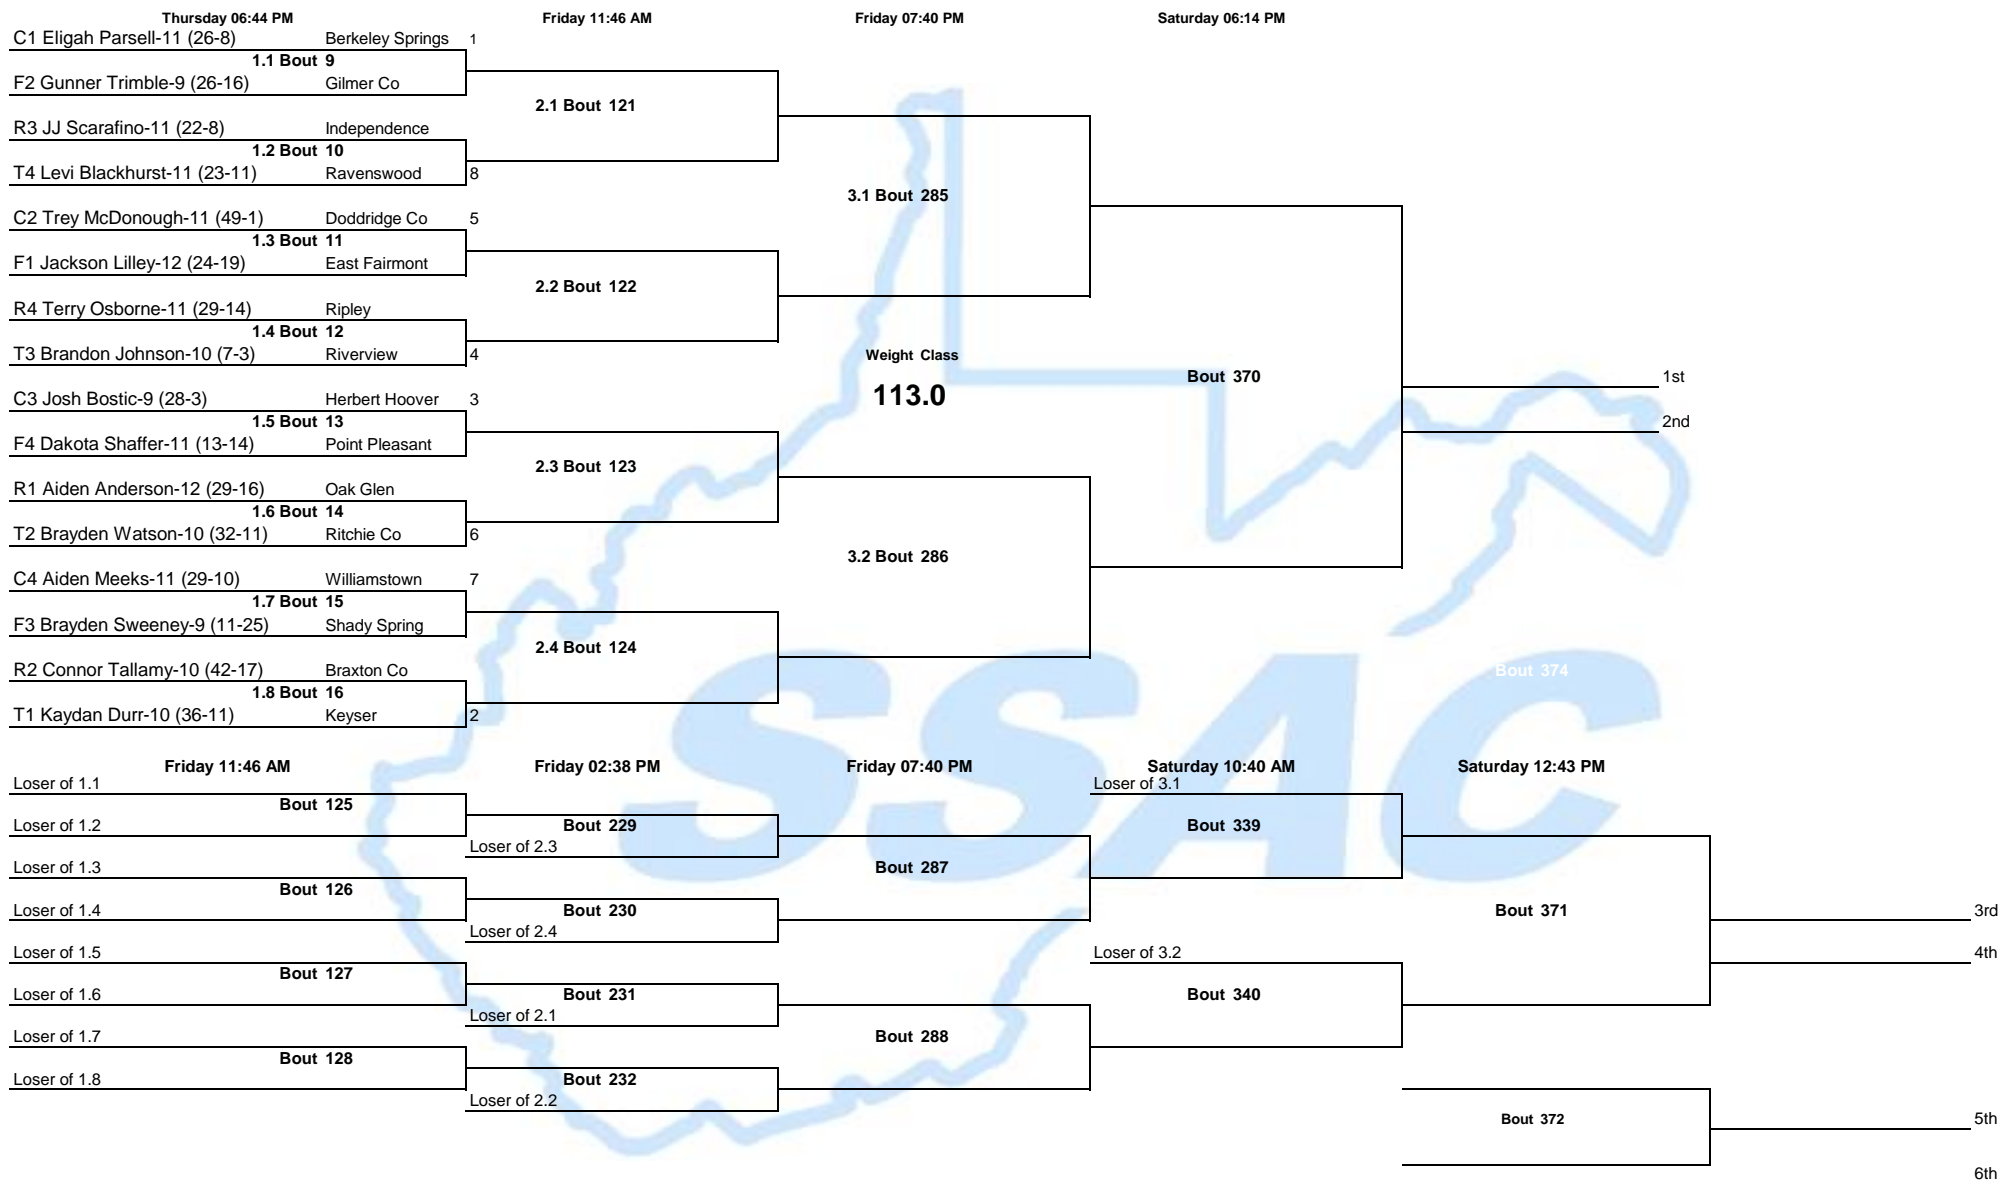 Thursday 06:44 PM Friday 11:46 AM Friday 07:40 PM Saturday 06:14 PM
C1 Eligah Parsell-11 (26-8) Berkeley Springs 1
1.1 Bout 9
F2 Gunner Trimble-9 (26-16) Gilmer Co
2.1 Bout 121
R3 JJ Scarafino-11 (22-8) Independence
1.2 Bout 10
T4 Levi Blackhurst-11 (23-11) Ravenswood 8
3.1 Bout 285
C2 Trey McDonough-11 (49-1) Doddridge Co 5
1.3 Bout 11
F1 Jackson Lilley-12 (24-19) East Fairmont
2.2 Bout 122
R4 Terry Osborne-11 (29-14) Ripley
1.4 Bout 12
T3 Brandon Johnson-10 (7-3) Riverview 4
Weight Class
Bout 370 1st
113.0
C3 Josh Bostic-9 (28-3) Herbert Hoover 3
1.5 Bout 13 2nd
F4 Dakota Shaffer-11 (13-14) Point Pleasant
2.3 Bout 123
R1 Aiden Anderson-12 (29-16) Oak Glen
1.6 Bout 14
T2 Brayden Watson-10 (32-11) Ritchie Co 6
3.2 Bout 286
C4 Aiden Meeks-11 (29-10) Williamstown 7
1.7 Bout 15
F3 Brayden Sweeney-9 (11-25) Shady Spring
2.4 Bout 124
R2 Connor Tallamy-10 (42-17) Braxton Co
Bout 374
1.8 Bout 16
T1 Kaydan Durr-10 (36-11) Keyser 2
SSAC
Friday 11:46 AM Friday 02:38 PM Friday 07:40 PM Saturday 10:40 AM Saturday 12:43 PM
Loser of 1.1 Loser of 3.1
Bout 125
Loser of 1.2 Bout 229 Bout 339
Loser of 2.3
Loser of 1.3 Bout 287
Bout 126
Loser of 1.4 Bout 230 Bout 371 3rd
Loser of 2.4
Loser of 1.5 Loser of 3.2 4th
Bout 127
Loser of 1.6 Bout 231 Bout 340
Loser of 2.1
Loser of 1.7 Bout 288
Bout 128
Loser of 1.8 Bout 232
Loser of 2.2
Bout 372 5th
6th